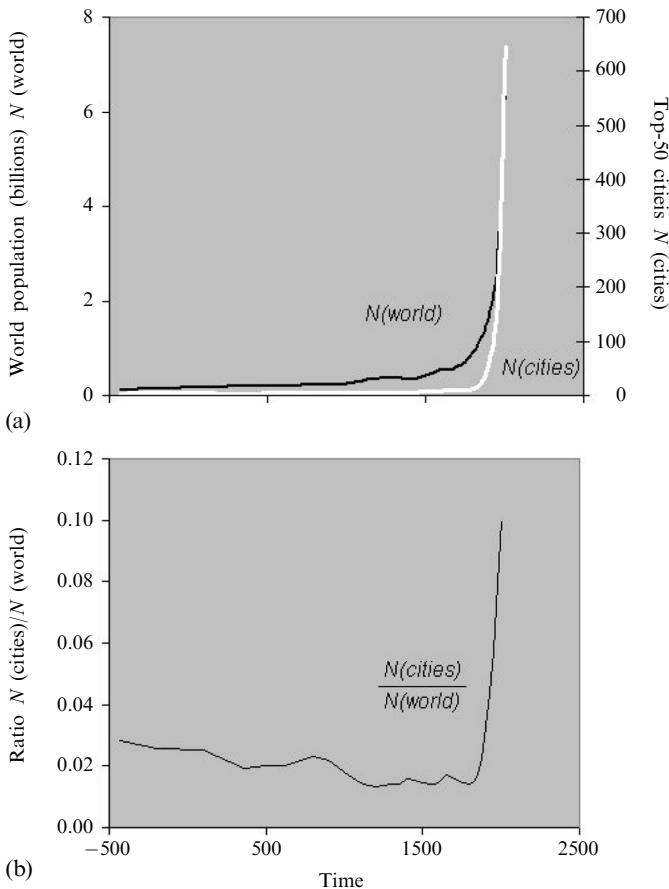 (a)
World population (billions) N (world)
8
6
4
2
0
700
600
500
400
300
200
100
0
Top-50 citieis N (cities)
N(world)
N(cities)
(b)
Ratio N (cities)/N (world)
0.12
0.10
0.08
0.06
0.04
0.02
0.00
N(cities)
N(world)
−500
500
1500
2500
Time